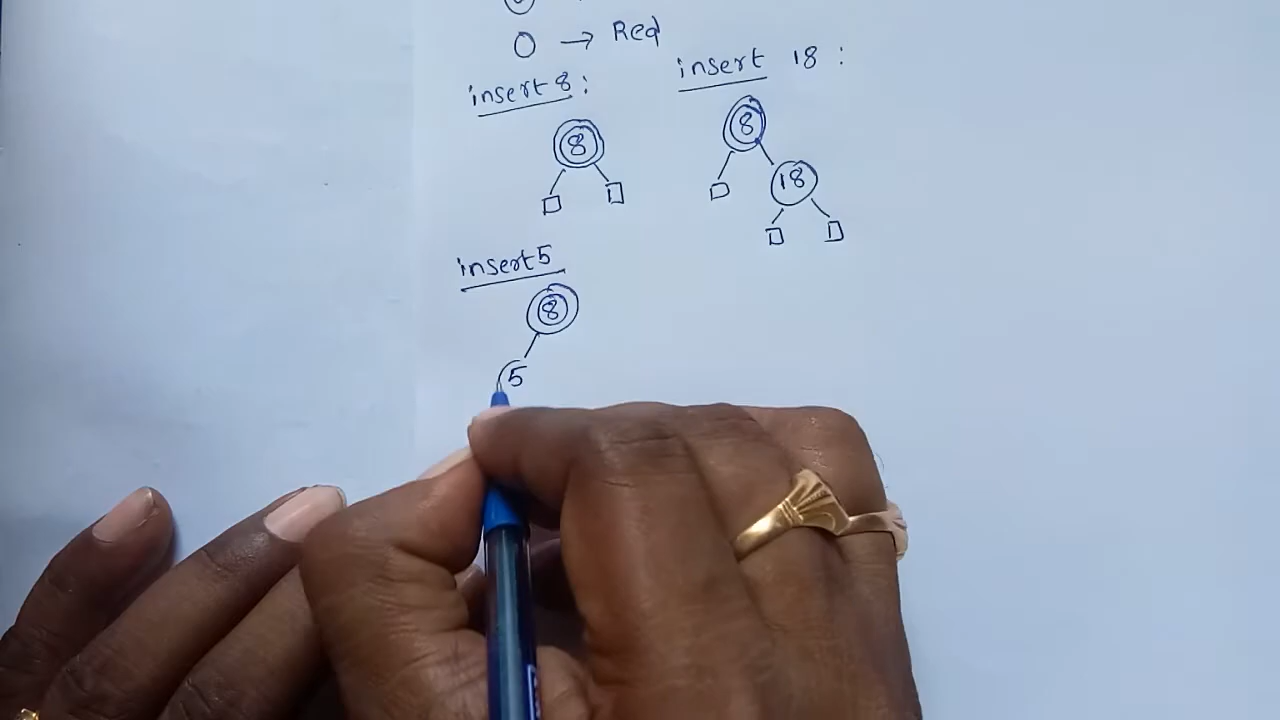 → Red
insert 8 :
insert 18 :
8
8
18
insert 5
8
5